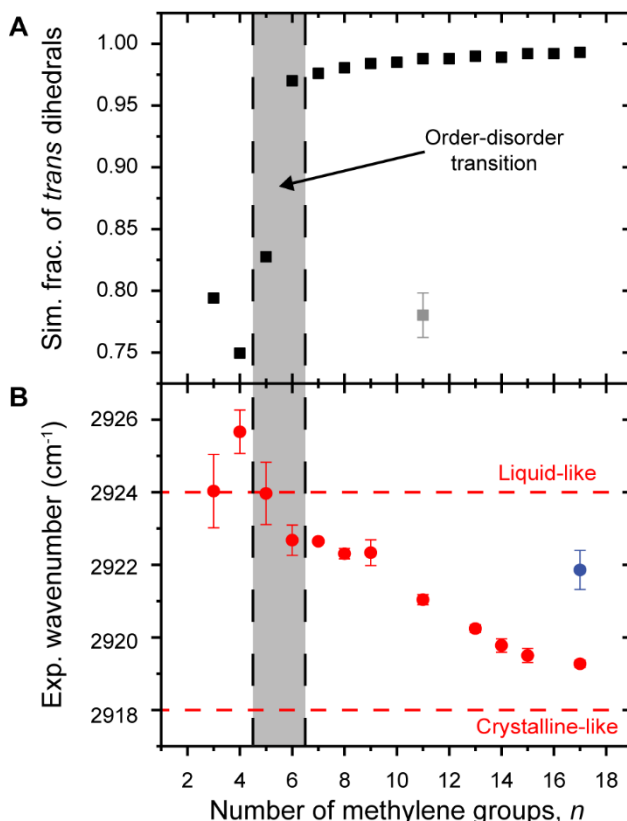 A
Sim. frac. of trans dihedrals
1.00
0.95
0.90
0.85
0.80
0.75
Order-disorder
transition
B
Exp. wavenumber (cm-1)
2926
2924
2922
2920
2918
Liquid-like
Crystalline-like
2 4 6 8 10 12 14 16 18
Number of methylene groups, n